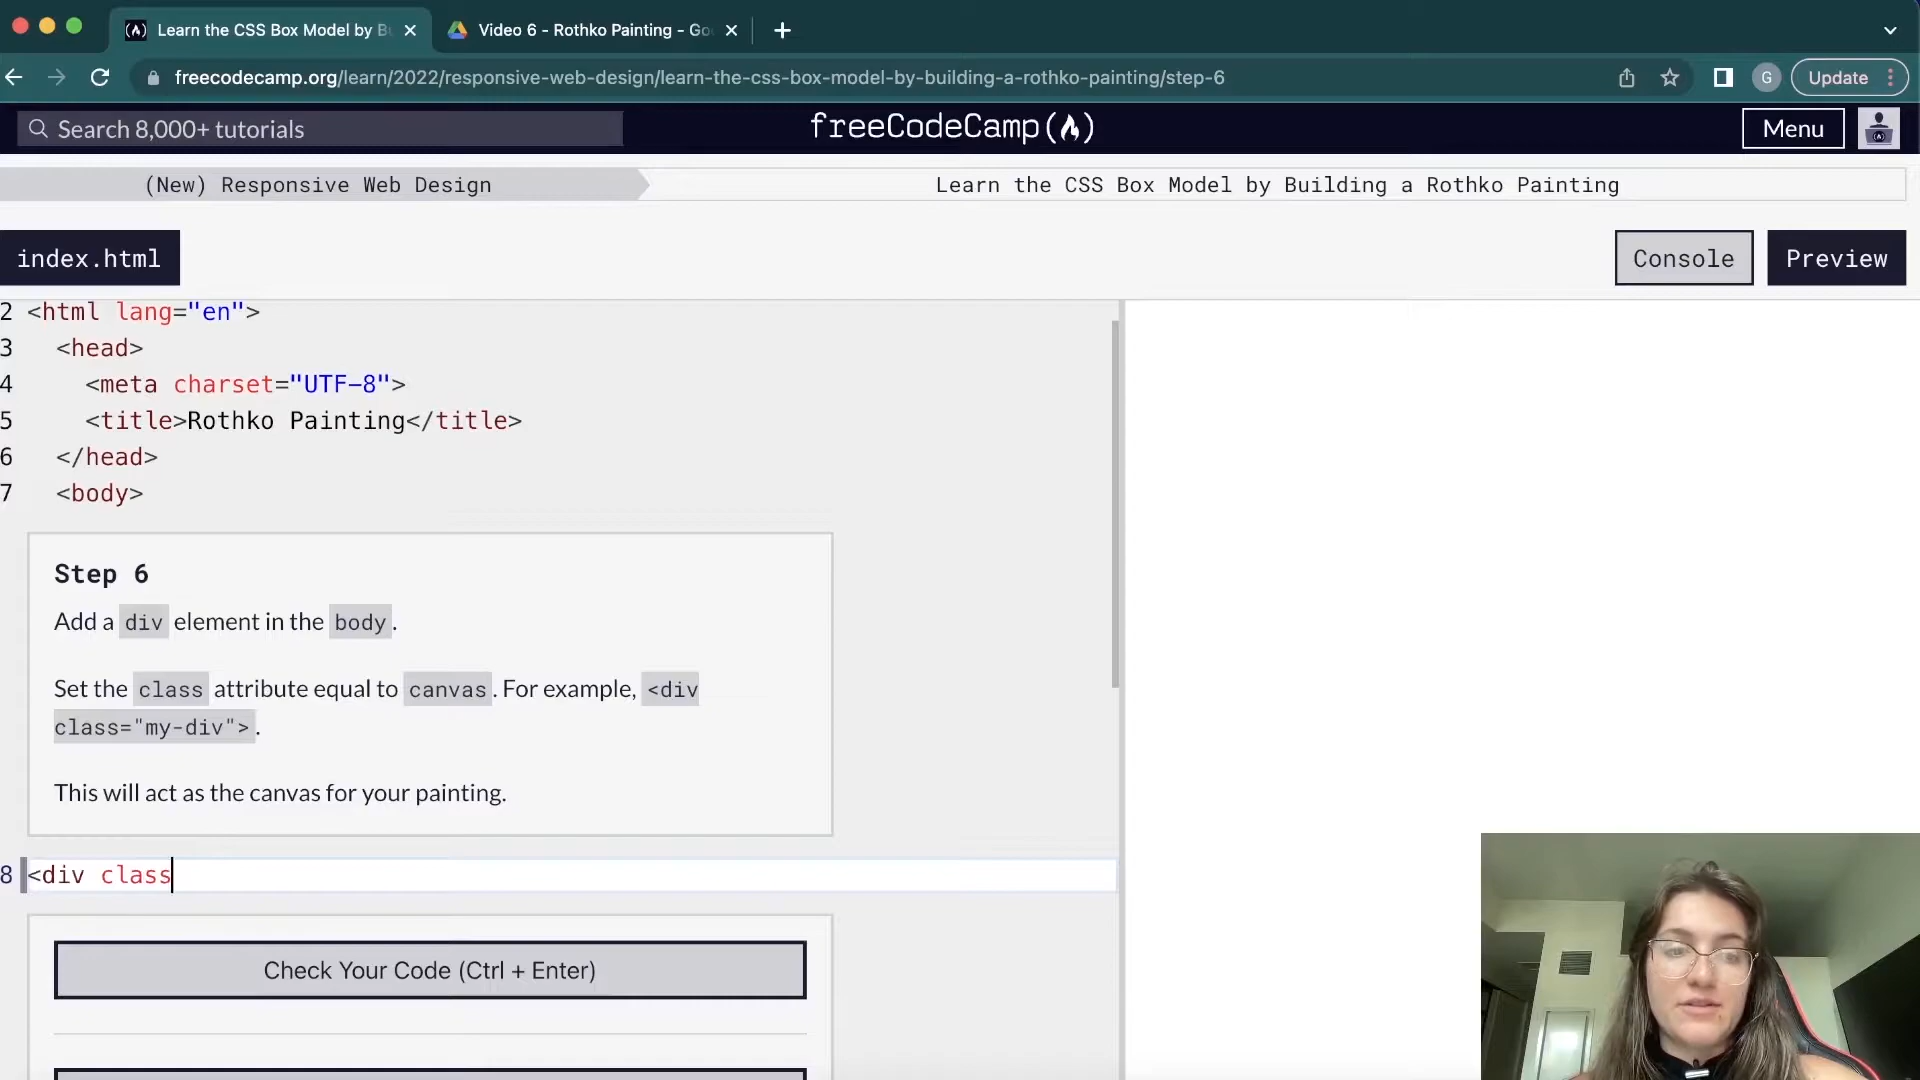 Learn the CSS Box Model by B
Video 6 - Rothko Painting - Go
freecodecamp.org/learn/2022/responsive-web-design/learn-the-css-box-model-by-building-a-rothko-painting/step-6
G
Update
Search 8,000+ tutorials
freeCodeCamp(🔥)
Menu
(New) Responsive Web Design
Learn the CSS Box Model by Building a Rothko Painting
index.html
Console
Preview
2 <html lang="en">
3 <head>
4 <meta charset="UTF-8">
5 <title>Rothko Painting</title>
6 </head>
7 <body>
Step 6
Add a div element in the body.
Set the class attribute equal to canvas. For example, <div
class="my-div">.
This will act as the canvas for your painting.
8 <div class
Check Your Code (Ctrl + Enter)